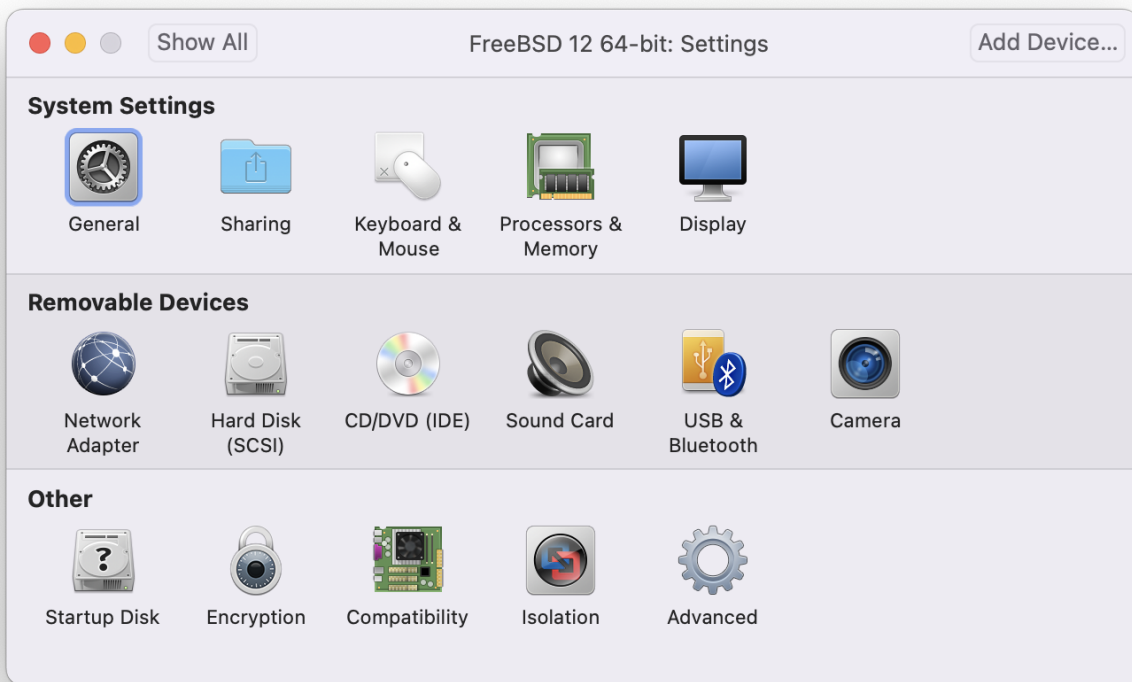 Show All
FreeBSD 12 64-bit: Settings
Add Device...
System Settings
General
Sharing
Keyboard &
Mouse
Processors &
Memory
Display
Removable Devices
Network
Adapter
Hard Disk
(SCSI)
CD/DVD (IDE)
Sound Card
USB &
Bluetooth
Camera
Other
?
Startup Disk
Encryption
Compatibility
Isolation
Advanced